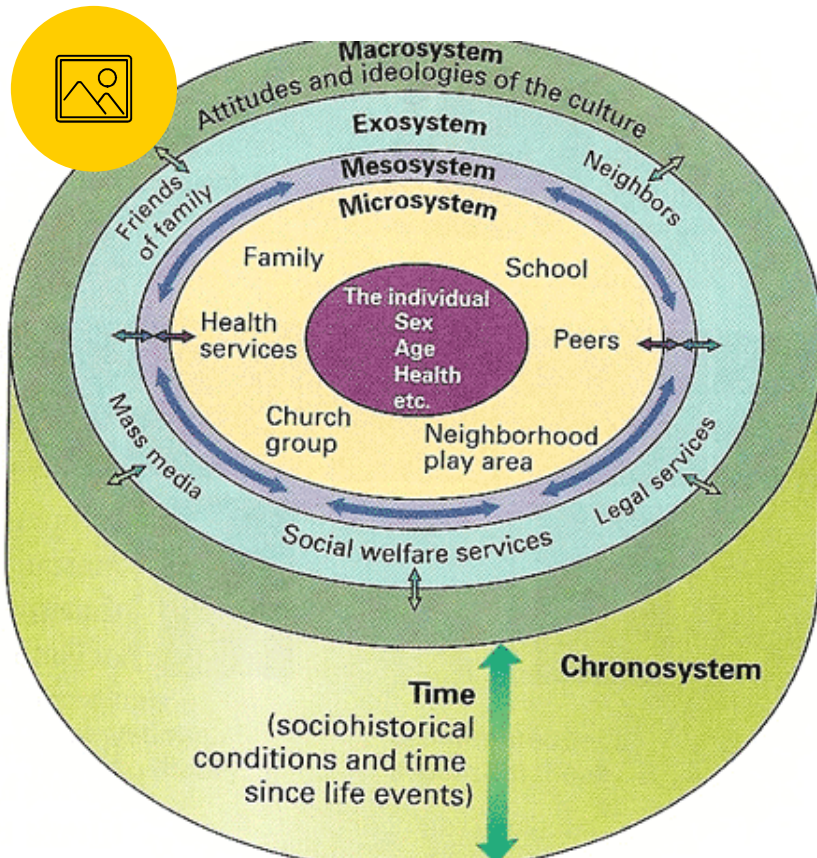 Macrosystem
Attitudes and ideologies of the culture
Exosystem
Mesosystem
Microsystem
Friends
of family
Neighbors
Family
School
The individual
Sex
Age
Health
etc.
Health
services
Peers
Church
group
Neighborhood
play area
Mass media
Legal services
Social welfare services
Chronosystem
Time
(sociohistorical
conditions and time
since life events)